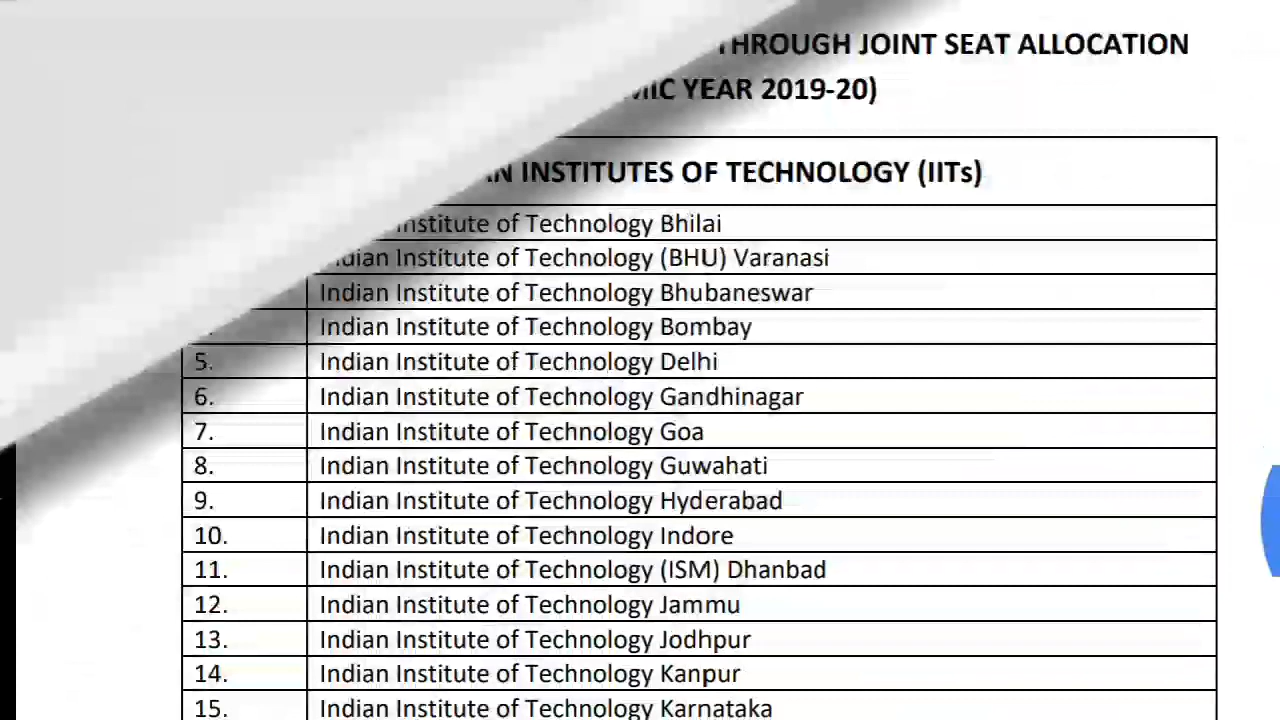 THROUGH JOINT SEAT ALLOCATION
YEAR 2019-20)
INSTITUTES OF TECHNOLOGY (IITs)
Institute of Technology Bhilai
Indian Institute of Technology (BHU) Varanasi
Indian Institute of Technology Bhubaneswar
Indian Institute of Technology Bombay
5. Indian Institute of Technology Delhi
6. Indian Institute of Technology Gandhinagar
7. Indian Institute of Technology Goa
8. Indian Institute of Technology Guwahati
9. Indian Institute of Technology Hyderabad
10. Indian Institute of Technology Indore
11. Indian Institute of Technology (ISM) Dhanbad
12. Indian Institute of Technology Jammu
13. Indian Institute of Technology Jodhpur
14. Indian Institute of Technology Kanpur
15. Indian Institute of Technology Karnataka